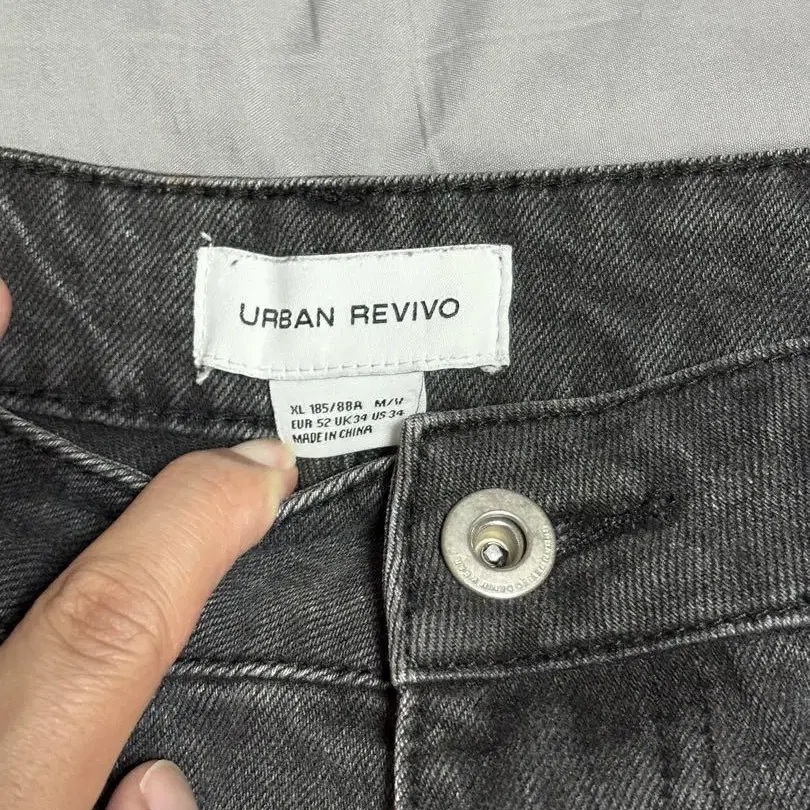 URBAN REVIVO
XL 185/88A M/V
EUR 52 UK34 US 34
MADE IN CHINA